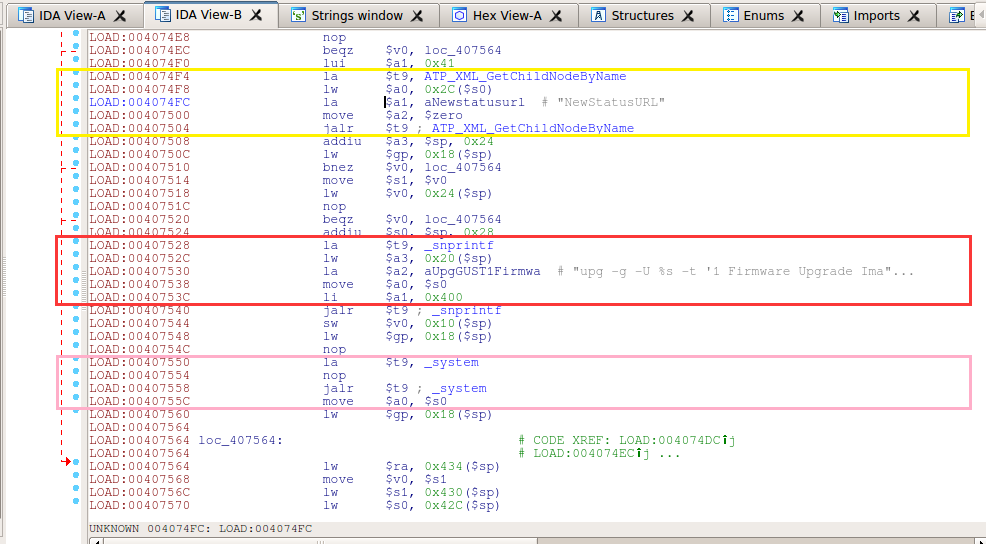 IDA View-A IDA View-B Strings window Hex View-A Structures Enums Imports
LOAD:004074E8 nop
LOAD:004074EC beqz $v0, loc_407564
LOAD:004074F0 lui $a1, 0x41
LOAD:004074F4 la $t9, ATP_XML_GetChildNodeByName
LOAD:004074F8 lw $a0, 0x2C($s0)
LOAD:004074FC la $a1, aNewstatusurl # "NewStatusURL"
LOAD:00407500 move $a2, $zero
LOAD:00407504 jalr $t9 ; ATP_XML_GetChildNodeByName
LOAD:00407508 addiu $a3, $sp, 0x24
LOAD:0040750C lw $gp, 0x18($sp)
LOAD:00407510 bnez $v0, loc_407564
LOAD:00407514 move $s1, $v0
LOAD:00407518 lw $v0, 0x24($sp)
LOAD:0040751C nop
LOAD:00407520 beqz $v0, loc_407564
LOAD:00407524 addiu $s0, $sp, 0x28
LOAD:00407528 la $t9, _snprintf
LOAD:0040752C lw $a3, 0x20($sp)
LOAD:00407530 la $a2, aUpgGUST1Firmwa # "upg -g -U %s -t '1 Firmware Upgrade Ima"...
LOAD:00407538 move $a0, $s0
LOAD:0040753C li $a1, 0x400
LOAD:00407540 jalr $t9 ; _snprintf
LOAD:00407544 sw $v0, 0x10($sp)
LOAD:00407548 lw $gp, 0x18($sp)
LOAD:0040754C nop
LOAD:00407550 la $t9, _system
LOAD:00407554 nop
LOAD:00407558 jalr $t9 ; _system
LOAD:0040755C move $a0, $s0
LOAD:00407560 lw $gp, 0x18($sp)
LOAD:00407564
LOAD:00407564 loc_407564: # CODE XREF: LOAD:004074DCîj
LOAD:00407564 # LOAD:004074ECîj ...
LOAD:00407564 lw $ra, 0x434($sp)
LOAD:00407568 move $v0, $s1
LOAD:0040756C lw $s1, 0x430($sp)
LOAD:00407570 lw $s0, 0x42C($sp)
UNKNOWN 004074FC: LOAD:004074FC